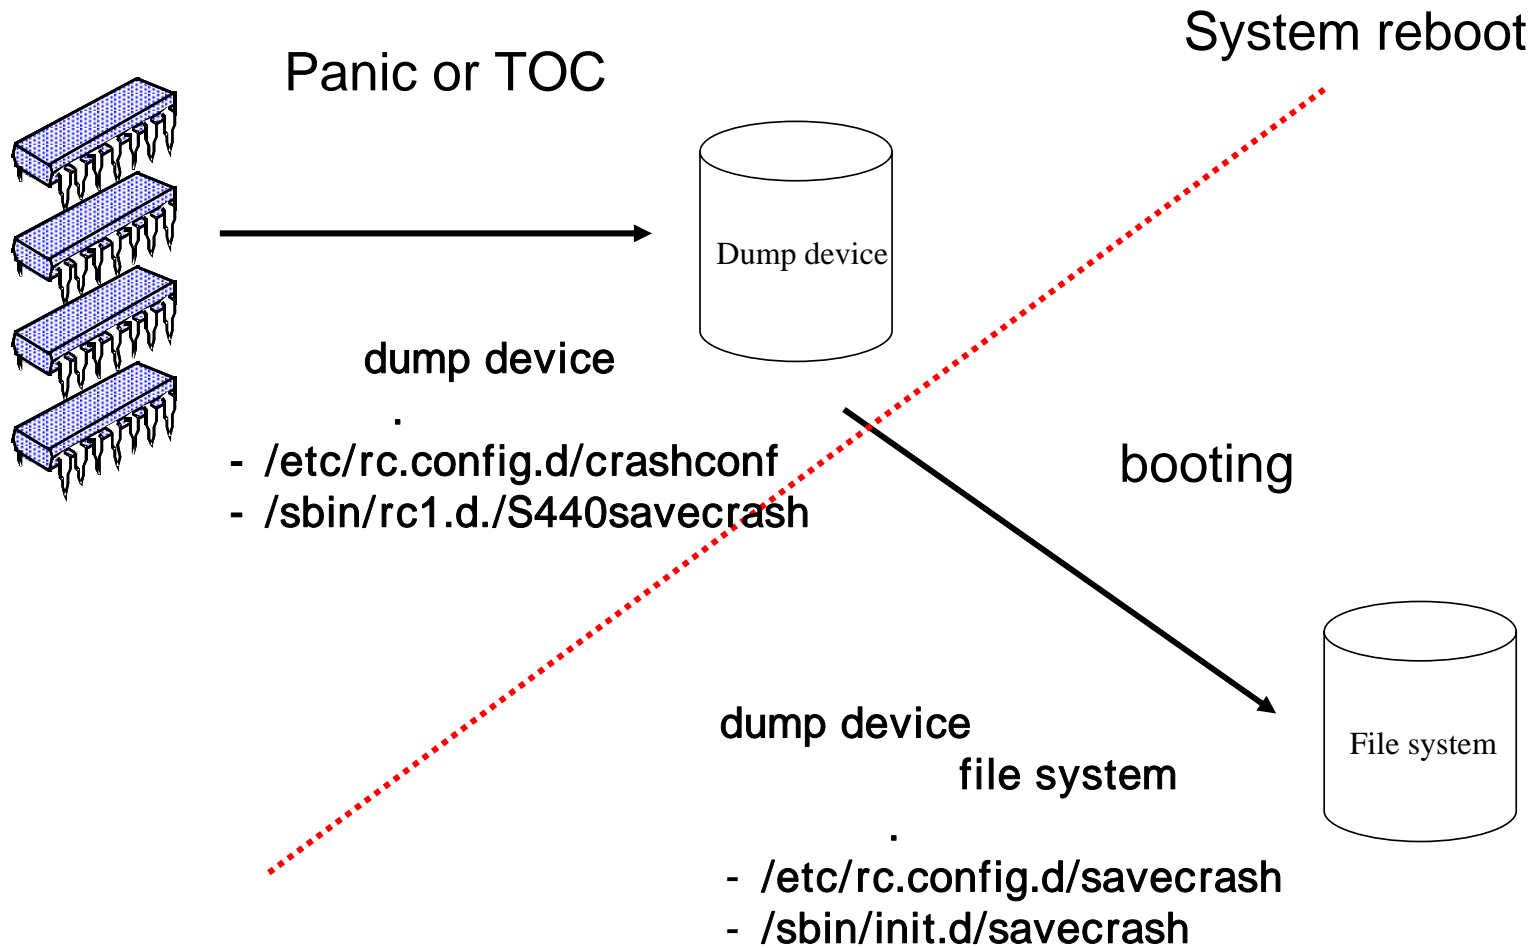 System reboot
Panic or TOC
Dump device
dump device
.
- /etc/rc.config.d/crashconf
- /sbin/rc1.d./S440savecrash
booting
dump device
file system
.
File system
- /etc/rc.config.d/savecrash
- /sbin/init.d/savecrash